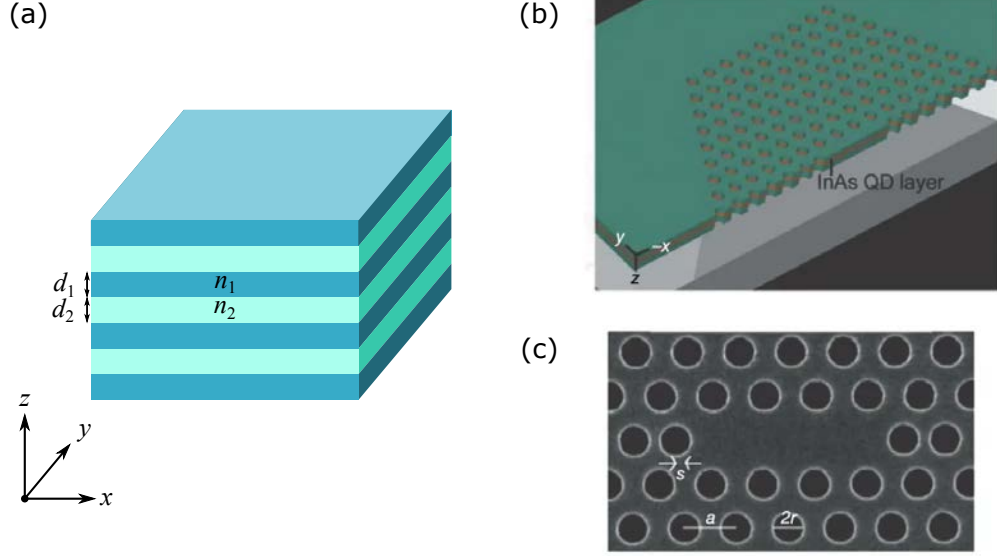 (a)
d₁
d₂
n₁
n₂
z
y
x
(b)
InAs QD layer
y
-x
z
(c)
s
a
2r